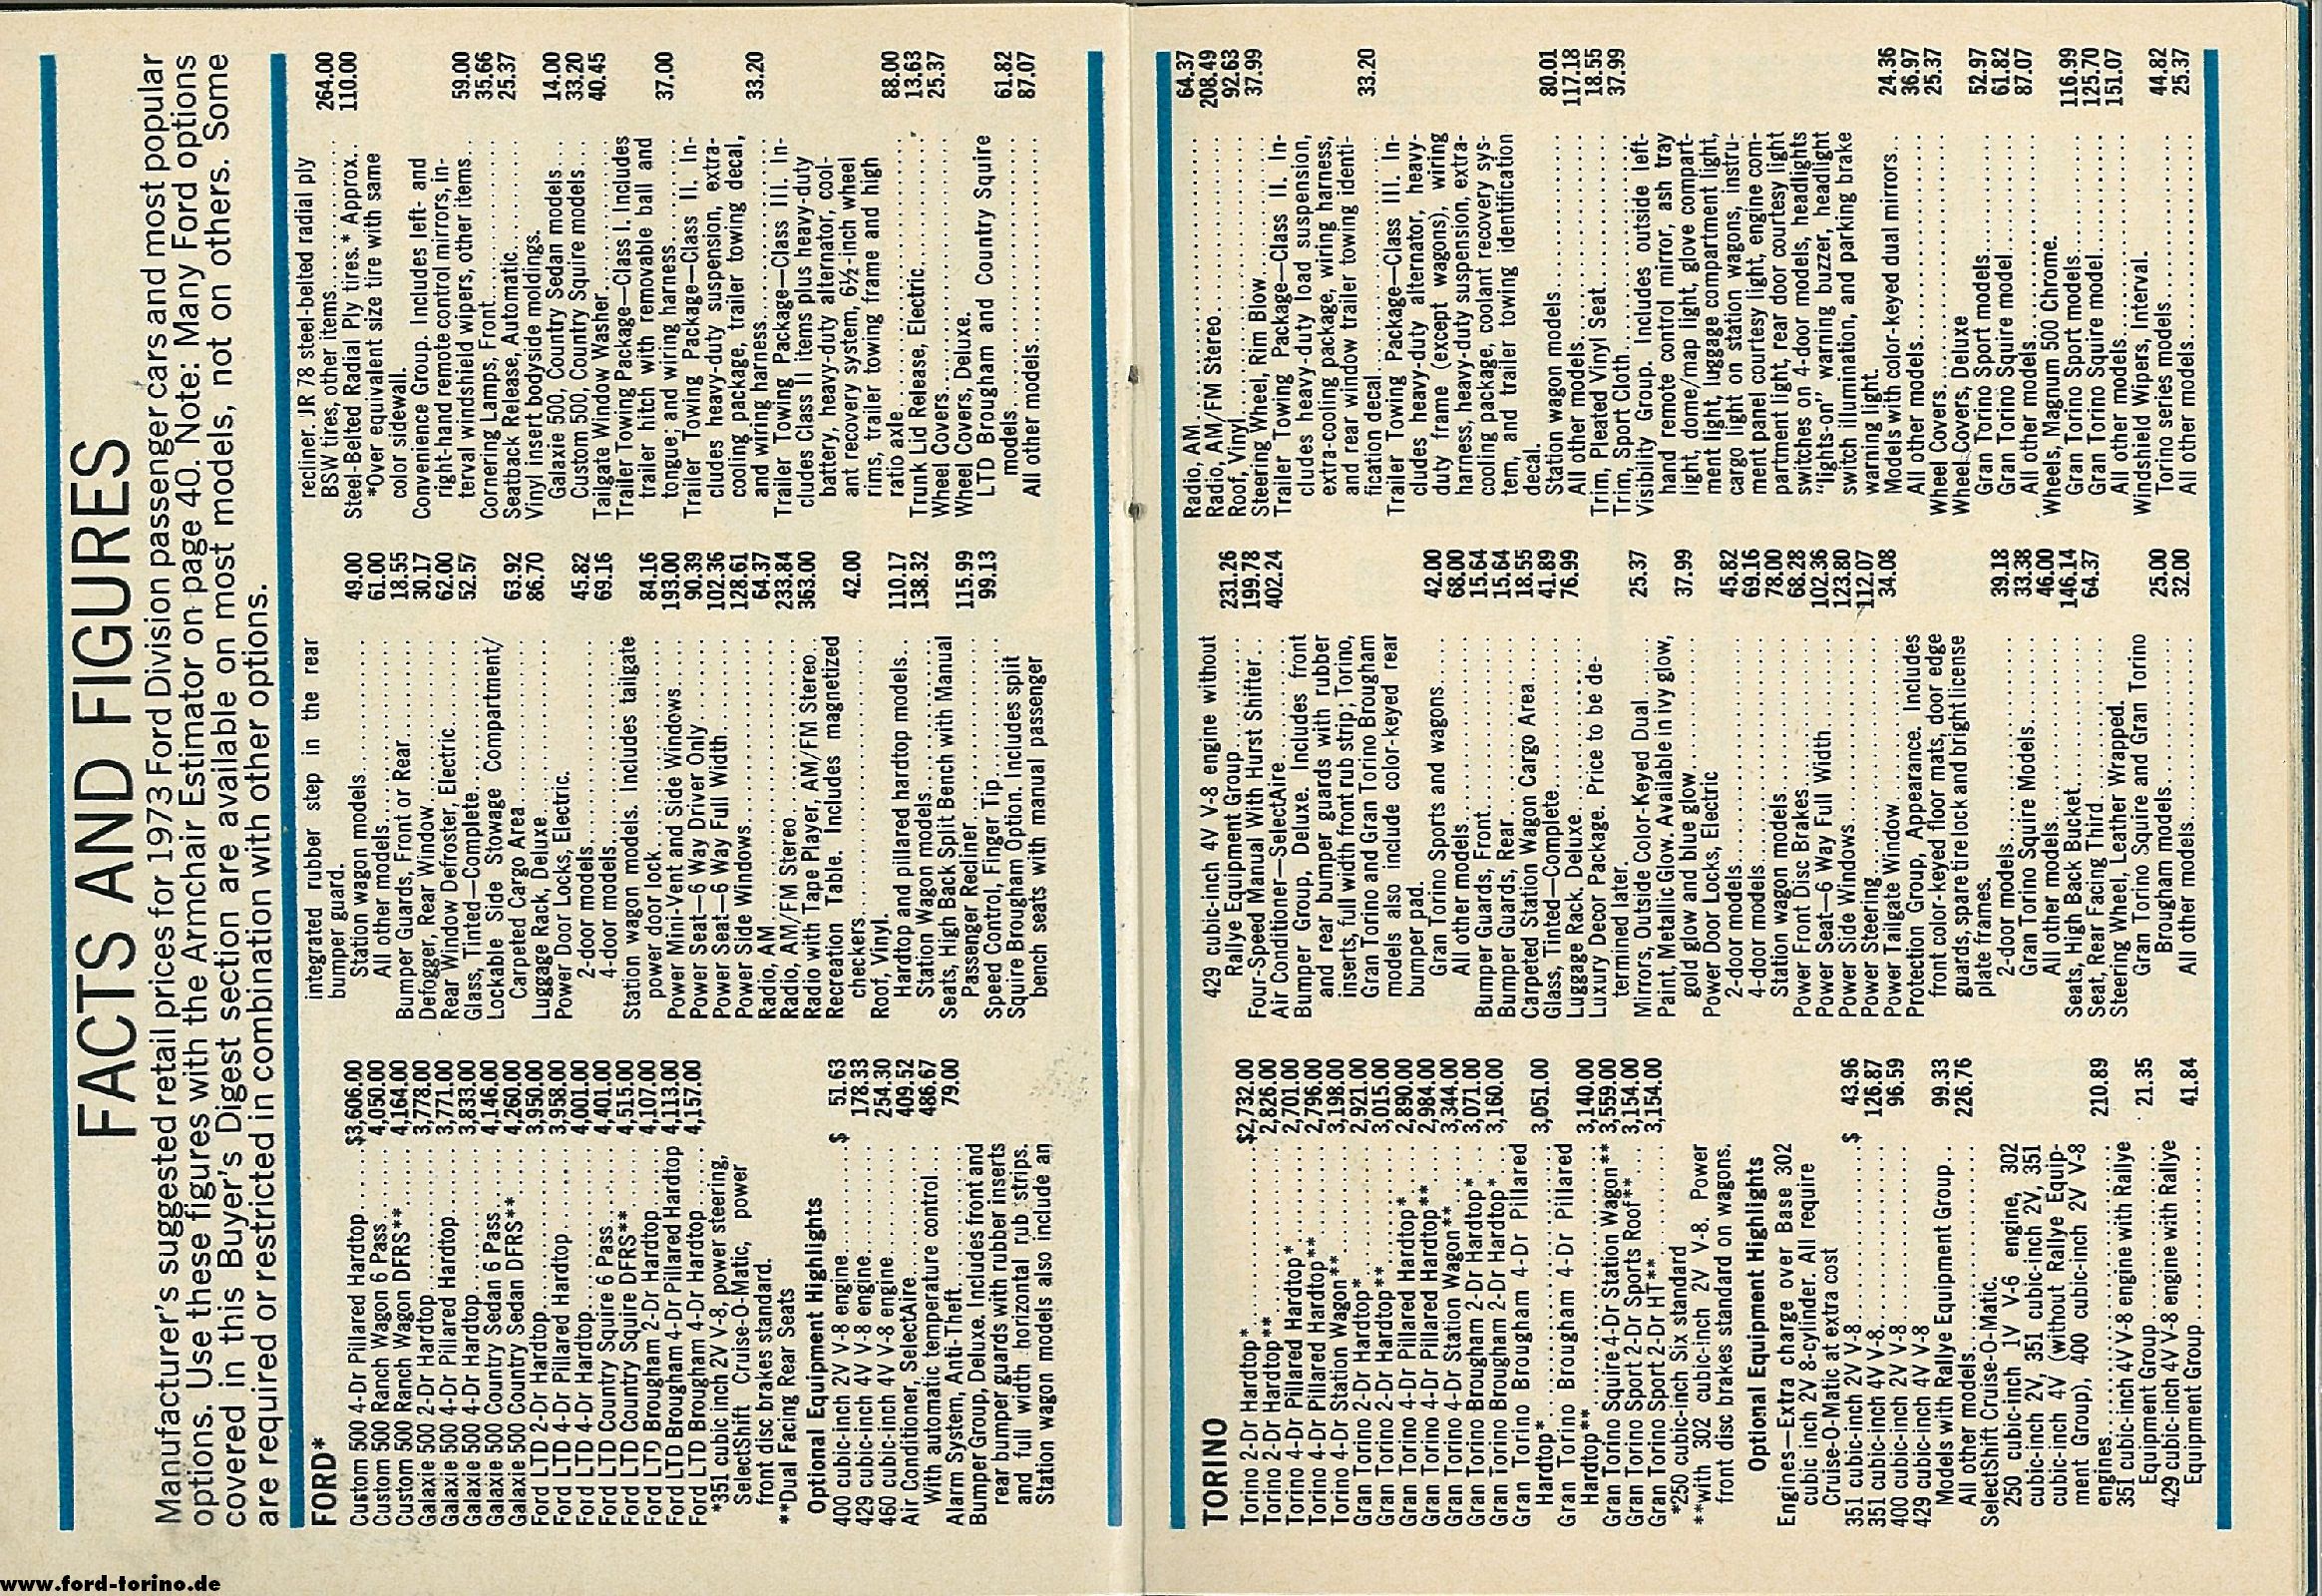 FACTS AND FIGURES
Manufacturer's suggested retail prices for 1973 Ford Division passenger cars and most popular
options. Use these figures with the Armchair Estimator on page 40. Note: Many Ford options
covered in this Buyer's Digest section are available on most models, not on others. Some
are required or restricted in combination with other options.
FORD*
Custom 500 4-Dr Pillared Hardtop......$3,606.00
Custom 500 Ranch Wagon 6 Pass...... 4,050.00
Custom 500 Ranch Wagon DFRS**...... 4,164.00
Galaxie 500 2-Dr Hardtop............ 3,778.00
Galaxie 500 4-Dr Pillared Hardtop...... 3,771.00
Galaxie 500 4-Dr Hardtop............ 3,833.00
Galaxie 500 Country Sedan 6 Pass...... 4,146.00
Galaxie 500 Country Sedan DFRS**...... 4,260.00
Ford LTD 2-Dr Hardtop............ 3,950.00
Ford LTD 4-Dr Pillared Hardtop...... 3,958.00
Ford LTD 4-Dr Hardtop............ 4,001.00
Ford LTD Country Squire 6 Pass...... 4,401.00
Ford LTD Country Squire DFRS**...... 4,515.00
Ford LTD Brougham 2-Dr Hardtop...... 4,107.00
Ford LTD Brougham 4-Dr Pillared Hardtop 4,113.00
Ford LTD Brougham 4-Dr Hardtop...... 4,157.00
*351 cubic inch 2V V-8, power steering,
SelectShift Cruise-O-Matic, power
front disc brakes standard.
**Dual Facing Rear Seats
Optional Equipment Highlights
400 cubic-inch 2V V-8 engine............$ 51.63
429 cubic-inch 4V V-8 engine............ 178.33
460 cubic-inch 4V V-8 engine............ 254.30
Air Conditioner, SelectAire............ 409.52
With automatic temperature control.... 486.67
Alarm System, Anti-Theft............ 79.00
Bumper Group, Deluxe. Includes front and
rear bumper guards with rubber inserts
and full width horizontal rub strips.
Station wagon models also include an
integrated rubber step in the rear
bumper guard.
Station wagon models............ 49.00
All other models............ 61.00
Bumper Guards, Front or Rear............ 18.55
Defogger, Rear Window............ 30.17
Rear Window Defroster, Electric............ 62.00
Glass, Tinted—Complete............ 52.57
Lockable Side Stowage Compartment/
Carpeted Cargo Area............ 63.92
Luggage Rack, Deluxe............ 86.70
Power Door Locks, Electric.
2-door models............ 45.82
4-door models............ 69.16
Station wagon models. Includes tailgate
power door lock............ 84.16
Power Mini-Vent and Side Windows...... 193.00
Power Seat—6 Way Driver Only............ 90.39
Power Seat—6 Way Full Width............ 102.36
Power Side Windows............ 128.61
Radio, AM............ 64.37
Radio, AM/FM Stereo............ 233.84
Radio with Tape Player, AM/FM Stereo.. 363.00
Recreation Table. Includes magnetized
checkers............ 42.00
Roof, Vinyl.
Hardtop and pillared hardtop models.. 110.17
Station Wagon models............ 138.32
Seats, High Back Split Bench with Manual
Passenger Recliner............ 115.99
Speed Control, Finger Tip............ 99.13
Squire Brougham Option. Includes split
bench seats with manual passenger
recliner. JR 78 steel-belted radial ply
BSW tires, other items............ 264.00
Steel-Belted Radial Ply tires.* Approx.. 110.00
*Over equivalent size tire with same
color sidewall.
Convenience Group. Includes left- and
right-hand remote control mirrors, in-
terval windshield wipers, other items... 59.00
Cornering Lamps, Front............ 35.66
Seatback Release, Automatic............ 25.37
Vinyl insert bodyside moldings.
Galaxie 500, Country Sedan models.... 14.00
Custom 500, Country Squire models.... 33.20
Tailgate Window Washer............ 40.45
Trailer Towing Package—Class I. Includes
trailer hitch with removable ball and
tongue; and wiring harness............ 37.00
Trailer Towing Package—Class II. In-
cludes heavy-duty suspension, extra-
cooling package, trailer towing decal,
and wiring harness............ 33.20
Trailer Towing Package—Class III. In-
cludes Class II items plus heavy-duty
battery, heavy-duty alternator, cool-
ant recovery system, 6½-inch wheel
rims, trailer towing frame and high
ratio axle............ 88.00
Trunk Lid Release, Electric............ 13.63
Wheel Covers............ 25.37
Wheel Covers, Deluxe.
LTD Brougham and Country Squire
models............ 61.82
All other models............ 87.07
TORINO
Torino 2-Dr Hardtop*............$2,732.00
Torino 2-Dr Hardtop**............ 2,826.00
Torino 4-Dr Pillared Hardtop*............ 2,701.00
Torino 4-Dr Pillared Hardtop**............ 2,796.00
Torino 4-Dr Station Wagon**............ 3,198.00
Gran Torino 2-Dr Hardtop*............ 2,921.00
Gran Torino 2-Dr Hardtop**............ 3,015.00
Gran Torino 4-Dr Pillared Hardtop*...... 2,890.00
Gran Torino 4-Dr Pillared Hardtop**...... 2,984.00
Gran Torino 4-Dr Station Wagon**...... 3,344.00
Gran Torino Brougham 2-Dr Hardtop*.. 3,071.00
Gran Torino Brougham 2-Dr Hardtop*.. 3,160.00
Gran Torino Brougham 4-Dr Pillared
Hardtop*............ 3,051.00
Gran Torino Brougham 4-Dr Pillared
Hardtop**............ 3,140.00
Gran Torino Squire 4-Dr Station Wagon** 3,559.00
Gran Torino Sport 2-Dr Sports Roof**... 3,154.00
Gran Torino Sport 2-Dr HT**............ 3,154.00
*250 cubic-inch Six standard
**with 302 cubic-inch 2V V-8. Power
front disc brakes standard on wagons.
Optional Equipment Highlights
Engines—Extra charge over Base 302
cubic inch 2V 8-cylinder. All require
Cruise-O-Matic at extra cost
351 cubic-inch 2V V-8............$ 43.96
351 cubic-inch 4V V-8............ 126.87
400 cubic-inch 2V V-8............ 96.59
429 cubic-inch 4V V-8
Models with Rallye Equipment Group.. 99.33
All other models............ 226.76
SelectShift Cruise-O-Matic.
250 cubic-inch 1V V-6 engine, 302
cubic-inch 2V, 351 cubic-inch 2V, 351
cubic-inch 4V (without Rallye Equip-
ment Group), 400 cubic-inch 2V V-8
engines............ 210.89
351 cubic-inch 4V V-8 engine with Rallye
Equipment Group............ 21.35
429 cubic-inch 4V V-8 engine with Rallye
Equipment Group............ 41.84
429 cubic-inch 4V V-8 engine without
Rallye Equipment Group............ 231.26
Four-Speed Manual With Hurst Shifter.. 199.78
Air Conditioner—SelectAire............ 402.24
Bumper Group, Deluxe. Includes front
and rear bumper guards with rubber
inserts, full width front rub strip; Torino,
Gran Torino and Gran Torino Brougham
models also include color-keyed rear
bumper pad.
Gran Torino Sports and wagons...... 42.00
All other models............ 68.00
Bumper Guards, Front............ 15.64
Bumper Guards, Rear............ 15.64
Carpeted Station Wagon Cargo Area...... 18.55
Glass, Tinted—Complete............ 41.89
Luggage Rack, Deluxe............ 76.99
Luxury Decor Package. Price to be de-
termined later.
Mirrors, Outside Color-Keyed Dual...... 25.37
Paint, Metallic Glow. Available in ivy glow,
gold glow and blue glow............ 37.99
Power Door Locks, Electric
2-door models............ 45.82
4-door models............ 69.16
Station wagon models............ 78.00
Power Front Disc Brakes............ 68.28
Power Seat—6 Way Full Width............ 102.36
Power Side Windows............ 123.80
Power Steering............ 112.07
Power Tailgate Window............ 34.08
Protection Group, Appearance. Includes
front color-keyed floor mats, door edge
guards, spare tire lock and bright license
plate frames.
2-door models............ 39.18
Gran Torino Squire Models............ 33.38
All other models............ 46.00
Seats, High Back Bucket............ 146.14
Seat, Rear Facing Third............ 64.37
Steering Wheel, Leather Wrapped.
Gran Torino Squire and Gran Torino
Brougham models............ 25.00
All other models............ 32.00
Radio, AM............ 64.37
Radio, AM/FM Stereo............ 208.49
Roof, Vinyl............ 92.63
Steering Wheel, Rim Blow............ 37.99
Trailer Towing Package—Class II. In-
cludes heavy-duty load suspension,
extra-cooling package, wiring harness,
and rear window trailer towing identi-
fication decal............ 33.20
Trailer Towing Package—Class III. In-
cludes heavy-duty alternator, heavy-
duty frame (except wagons), wiring
harness, heavy-duty suspension, extra-
cooling package, coolant recovery sys-
tem, and trailer towing identification
decal.
Station wagon models............ 80.01
All other models............ 117.18
Trim, Pleated Vinyl Seat............ 18.55
Trim, Sport Cloth............ 37.99
Visibility Group. Includes outside left-
hand remote control mirror, ash tray
light, dome/map light, glove compart-
ment light, luggage compartment light,
cargo light on station wagons, instru-
ment panel courtesy light, engine com-
partment light, rear door courtesy light
switches on 4-door models, headlights
"lights-on" warning buzzer, headlight
switch illumination, and parking brake
warning light.
Models with color-keyed dual mirrors.. 24.36
All other models............ 36.97
Wheel Covers............ 25.37
Wheel Covers, Deluxe
Gran Torino Sport models............ 52.97
Gran Torino Squire model............ 61.82
All other models............ 87.07
Wheels, Magnum 500 Chrome.
Gran Torino Sport models............ 116.99
Gran Torino Squire model............ 125.70
All other models............ 151.07
Windshield Wipers, Interval.
Torino series models............ 44.82
All other models............ 25.37
www.ford-torino.de